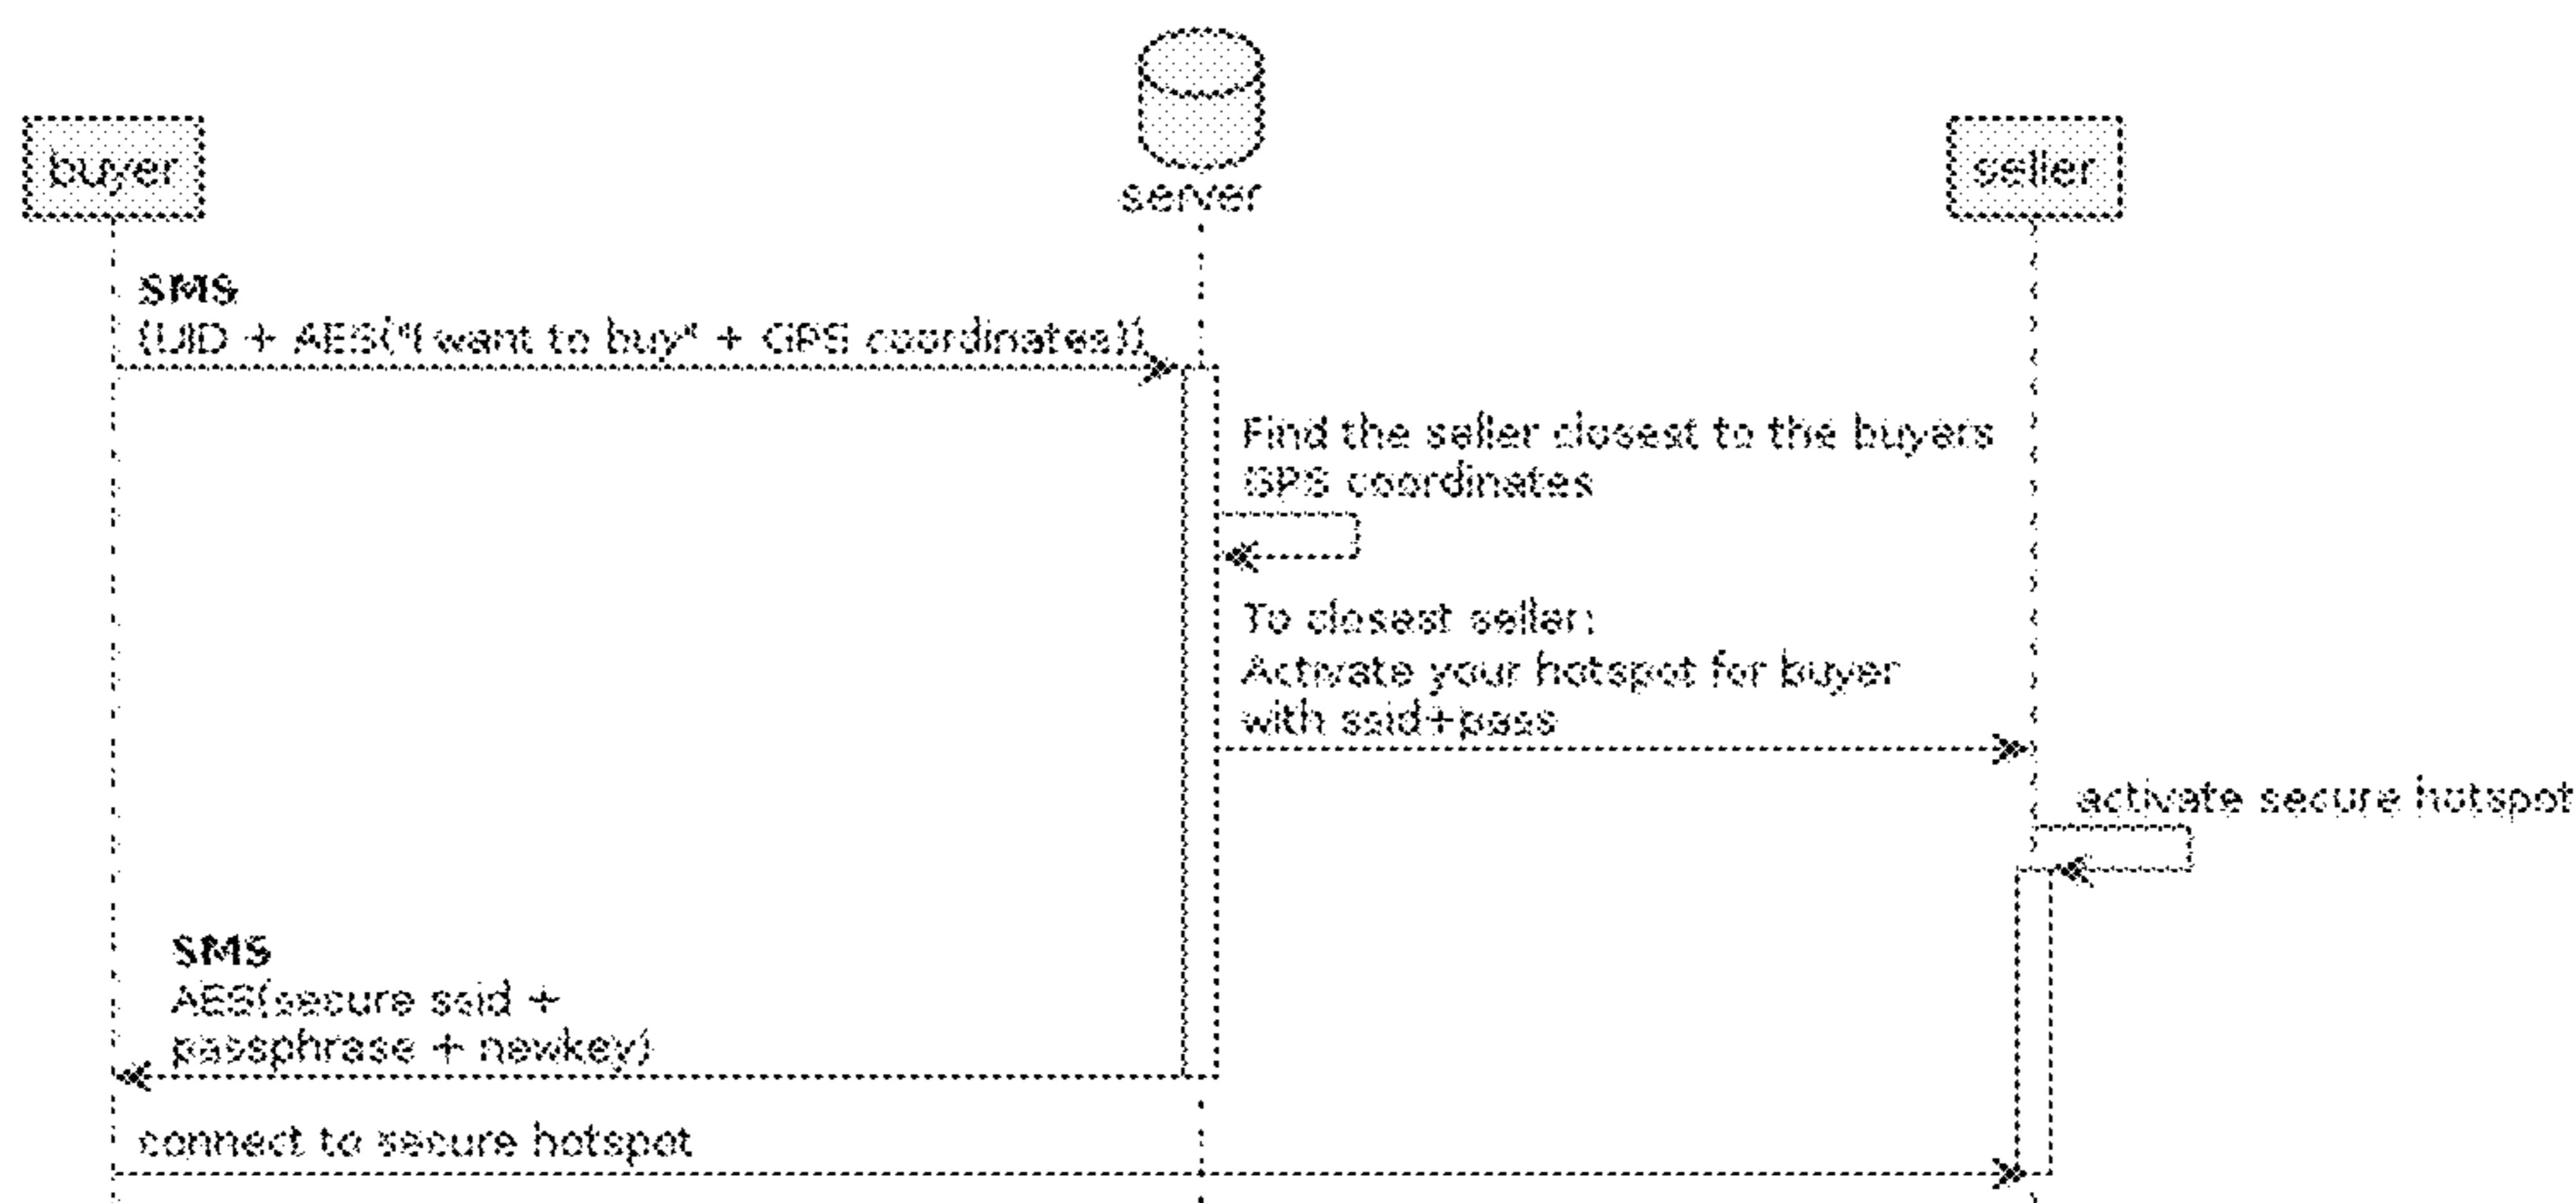 buyer
server
seller
SMS
(UID + AES("I want to buy" + GPS coordinates))
Find the seller closest to the buyers
GPS coordinates
To closest seller:
Activate your hotspot for buyer
with ssid+pass
activate secure hotspot
SMS
AES(secure ssid +
passphrase + newkey)
connect to secure hotspot